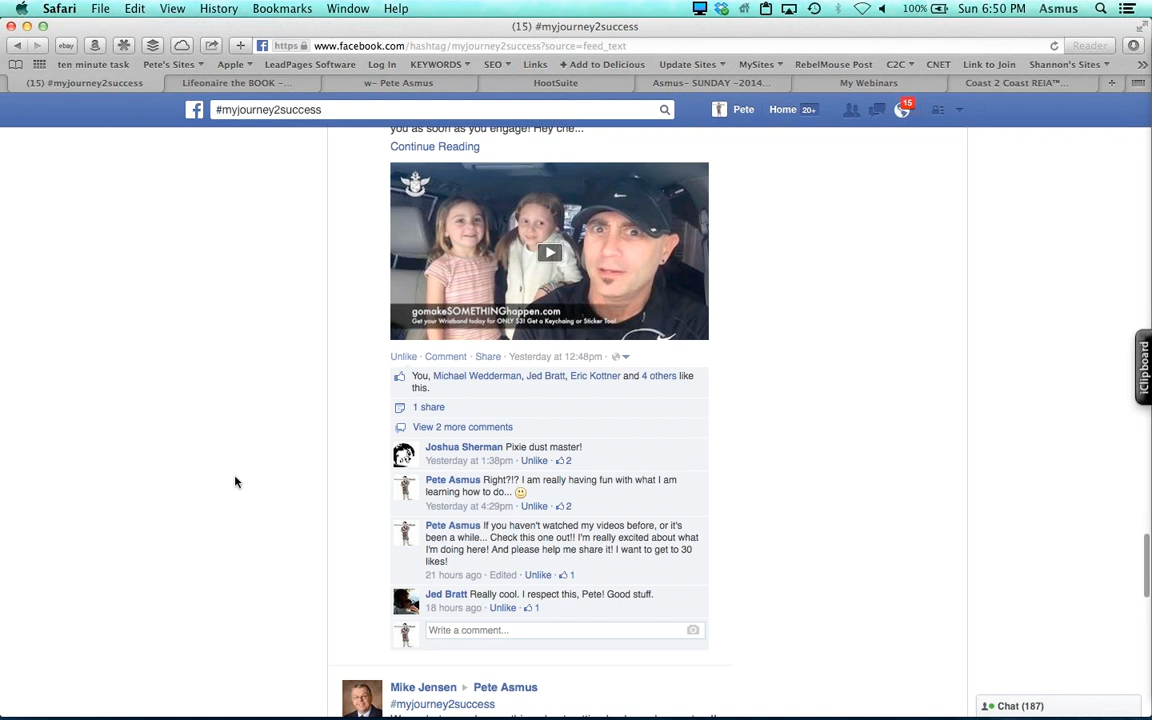 Safari File Edit View History Bookmarks Window Help 100% Sun 6:50 PM Asmus
(15) #myjourney2success
ebay https www.facebook.com/hashtag/myjourney2success?source=feed_text Reader
ten minute task Pete's Sites Apple LeadPages Software Log In KEYWORDS SEO Links + Add to Delicious Update Sites MySites RebelMouse Post C2C CNET Link to Join Shannon's Sites
(15) #myjourney2success Lifeonaire the BOOK -... w– PETE HootSuite Asmus– SUNDAY -2014... My Webinars Coast 2 Coast REIA™...
#myjourney2success Pete Home 20+ 15
you as soon as you engage! Hey che...
Continue Reading
gomakeSOMETHINGhappen.com
Get your Wristband today for ONLY $3! Get a Keychaing or Sticker Too!
Unlike · Comment · Share · Yesterday at 12:48pm ·
You, Michael Wedderman, Jed Bratt, Eric Kottner and 4 others like
this.
1 share
View 2 more comments
Joshua Sherman Pixie dust master!
Yesterday at 1:38pm · Unlike · 2
Pete Asmus Right?!? I am really having fun with what I am
learning how to do...
Yesterday at 4:29pm · Unlike · 2
Pete Asmus If you haven't watched my videos before, or it's
been a while... Check this one out!! I'm really excited about what
I'm doing here! And please help me share it! I want to get to 30
likes!
21 hours ago · Edited · Unlike · 1
Jed Bratt Really cool. I respect this, Pete! Good stuff.
18 hours ago · Unlike · 1
Write a comment...
Mike Jensen Pete Asmus
#myjourney2success
iClipboard
Chat (187)